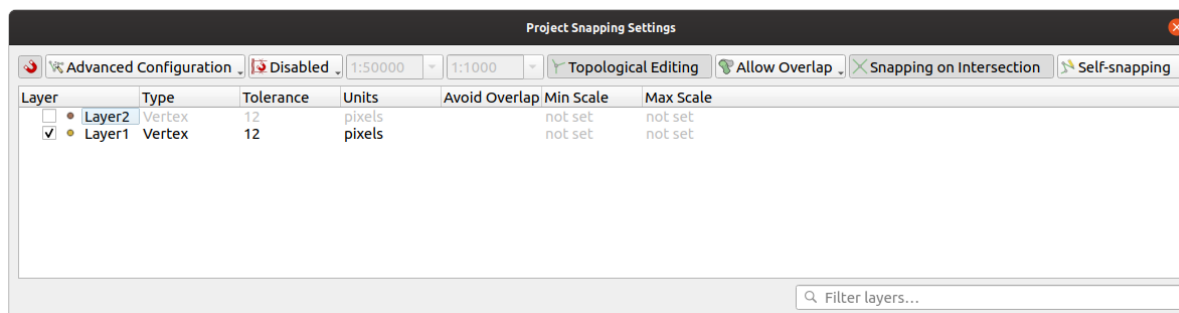 Project Snapping Settings
Advanced Configuration Disabled 1:50000 1:1000 Topological Editing Allow Overlap Snapping on Intersection Self-snapping
Layer Type Tolerance Units Avoid Overlap Min Scale Max Scale
Layer2 Vertex 12 pixels not set not set
Layer1 Vertex 12 pixels not set not set
Filter layers...